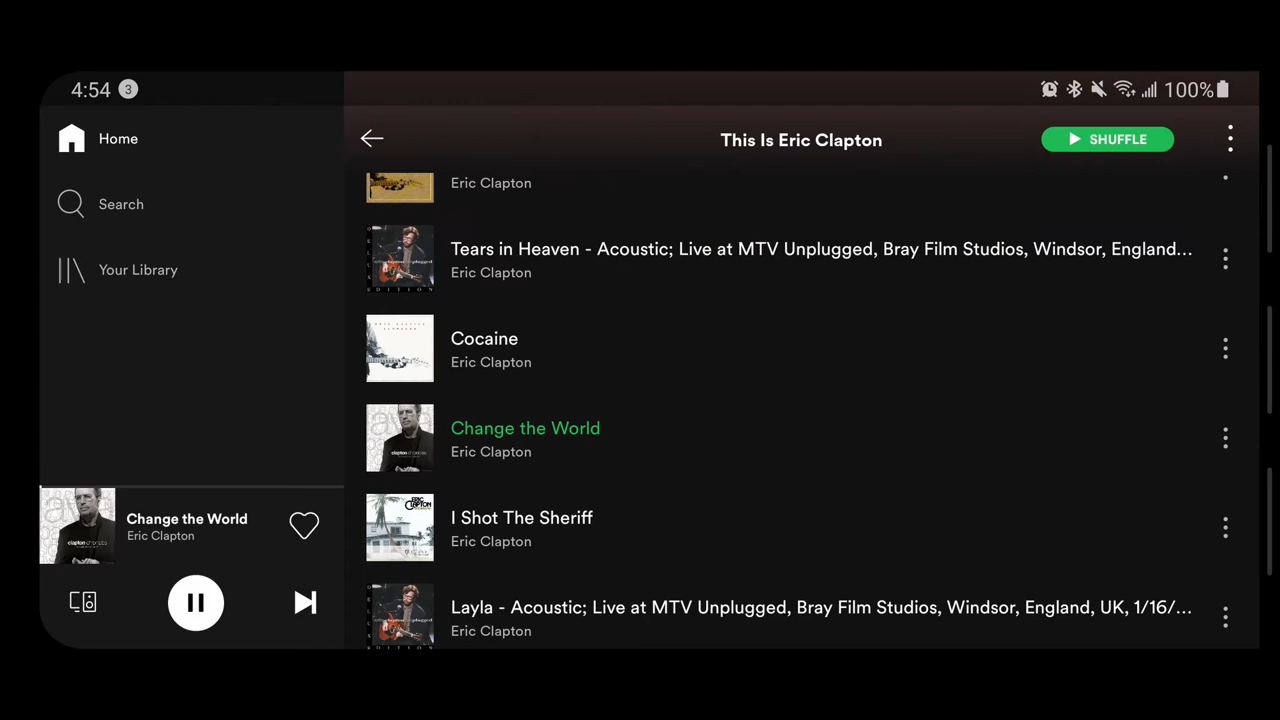 4:54 3
100%
Home
Search
Your Library
This Is Eric Clapton
SHUFFLE
Eric Clapton
Tears in Heaven - Acoustic; Live at MTV Unplugged, Bray Film Studios, Windsor, England...
Eric Clapton
Cocaine
Eric Clapton
Change the World
Eric Clapton
I Shot The Sheriff
Eric Clapton
Layla - Acoustic; Live at MTV Unplugged, Bray Film Studios, Windsor, England, UK, 1/16/...
Eric Clapton
Change the World
Eric Clapton